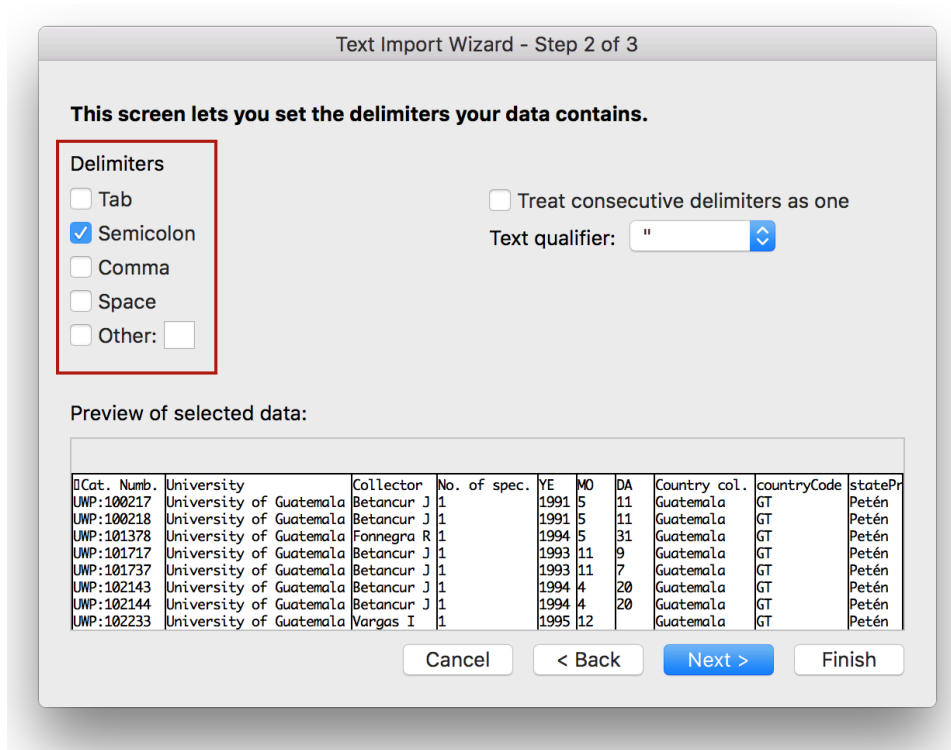 Text Import Wizard - Step 2 of 3
This screen lets you set the delimiters your data contains.
Delimiters
Tab
Semicolon
Comma
Space
Other:
Treat consecutive delimiters as one
Text qualifier: "
Preview of selected data:
Cat. Numb. University Collector No. of spec. YE MO DA Country col. countryCode statePr
UWP:100217 University of Guatemala Betancur J 1 1991 5 11 Guatemala GT Petén
UWP:100218 University of Guatemala Betancur J 1 1991 5 11 Guatemala GT Petén
UWP:101378 University of Guatemala Fonnegra R 1 1994 5 31 Guatemala GT Petén
UWP:101717 University of Guatemala Betancur J 1 1993 11 9 Guatemala GT Petén
UWP:101737 University of Guatemala Betancur J 1 1993 11 7 Guatemala GT Petén
UWP:102143 University of Guatemala Betancur J 1 1994 4 20 Guatemala GT Petén
UWP:102144 University of Guatemala Betancur J 1 1994 4 20 Guatemala GT Petén
UWP:102233 University of Guatemala Vargas I 1 1995 12 Guatemala GT Petén
Cancel < Back Next > Finish